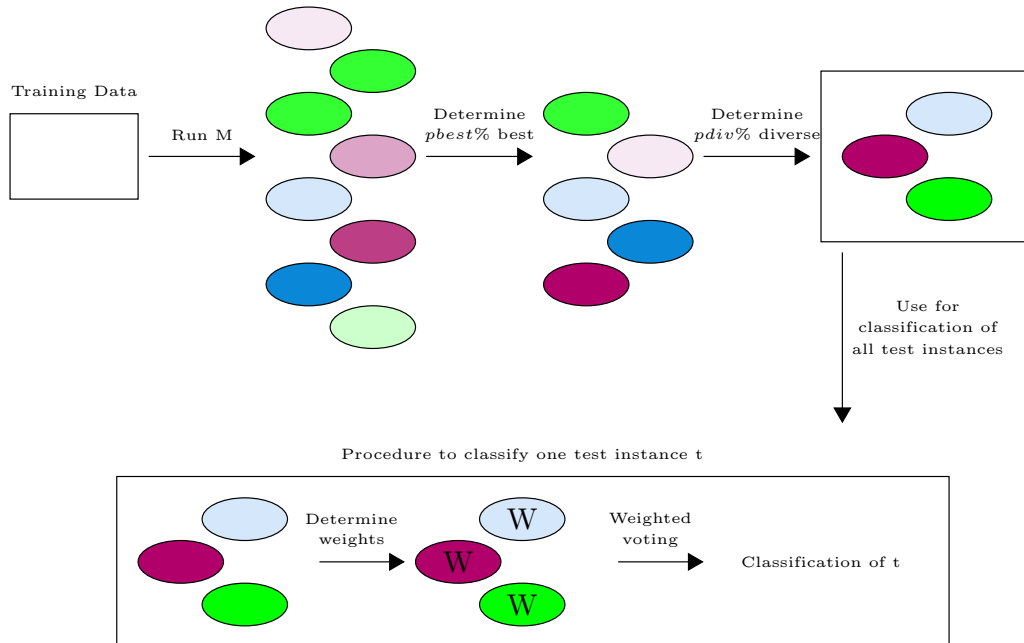 Training Data
Run M
Determine
pbest% best
Determine
pdiv% diverse
Use for
classification of
all test instances
Procedure to classify one test instance t
Determine
weights
W
W
W
Weighted
voting
Classification of t